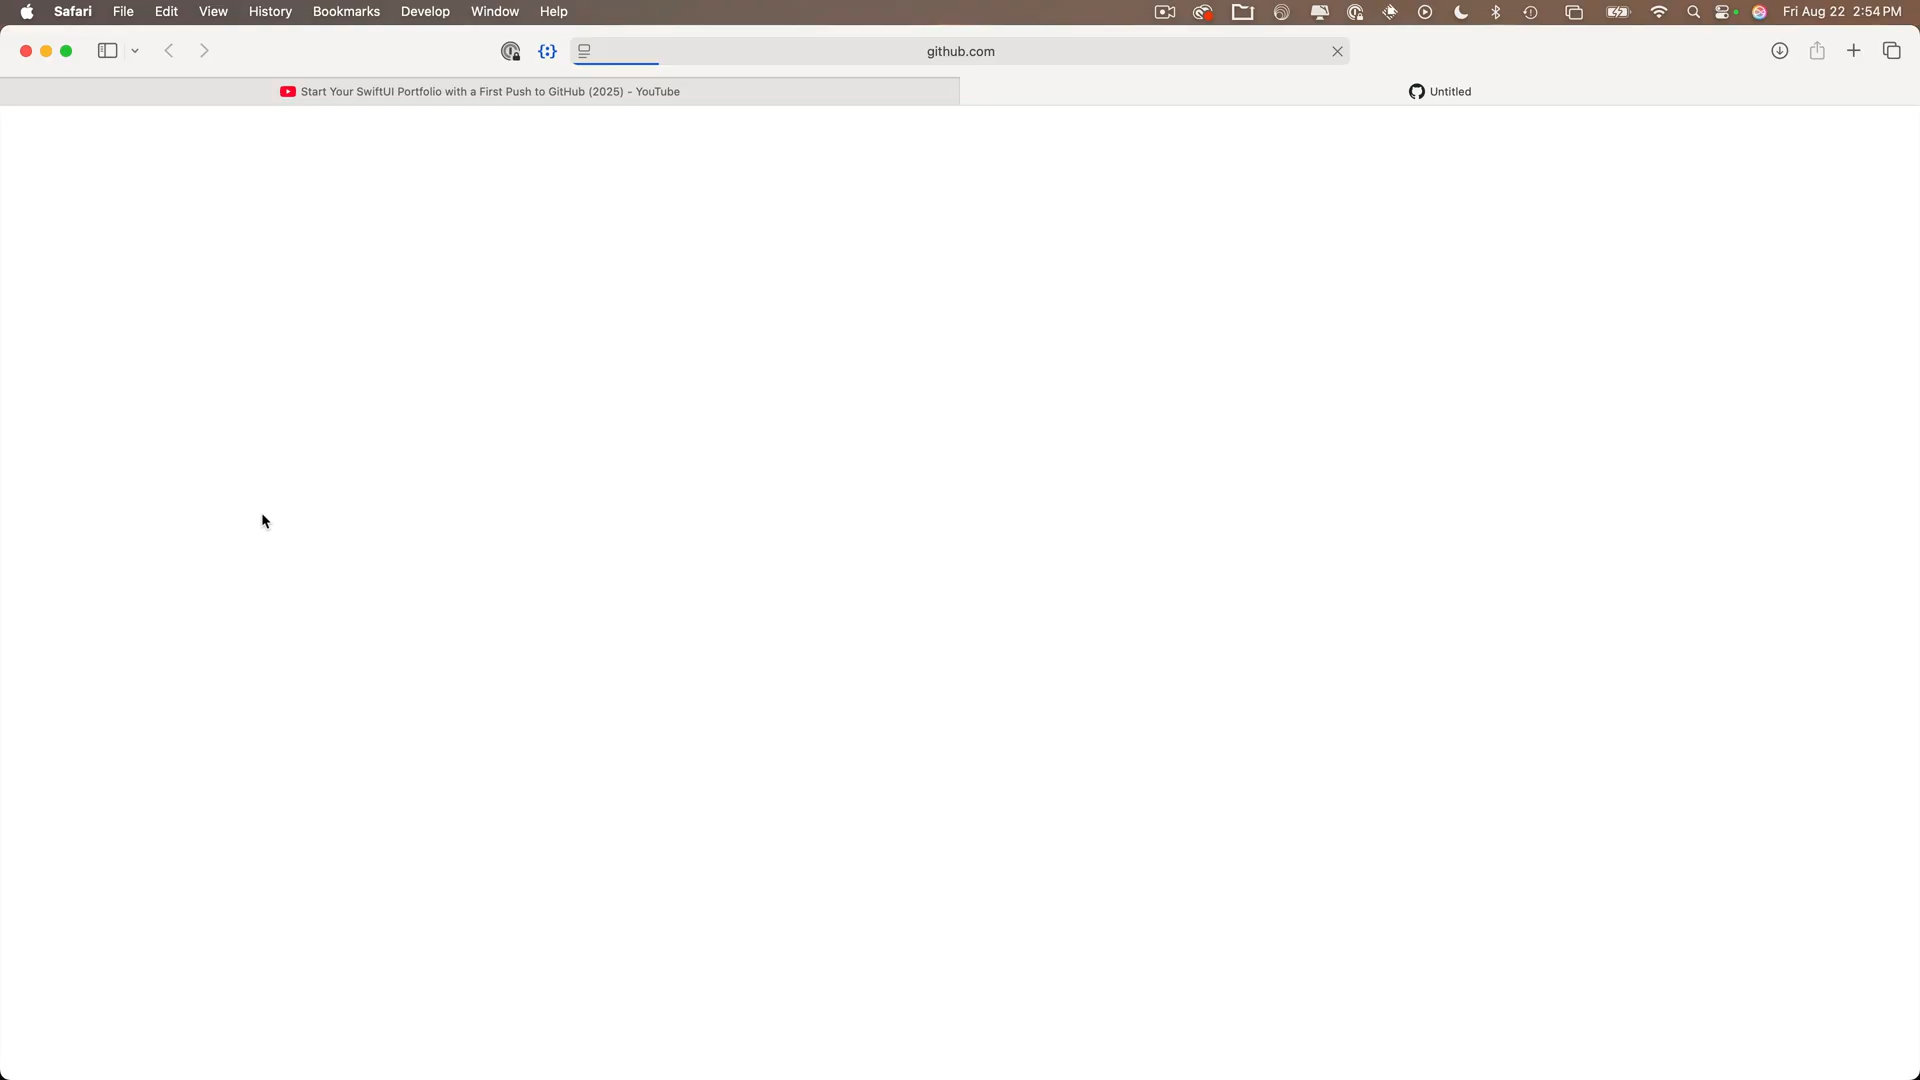 Safari File Edit View History Bookmarks Develop Window Help Fri Aug 22 2:54 PM
github.com
Start Your SwiftUI Portfolio with a First Push to GitHub (2025) - YouTube
Untitled